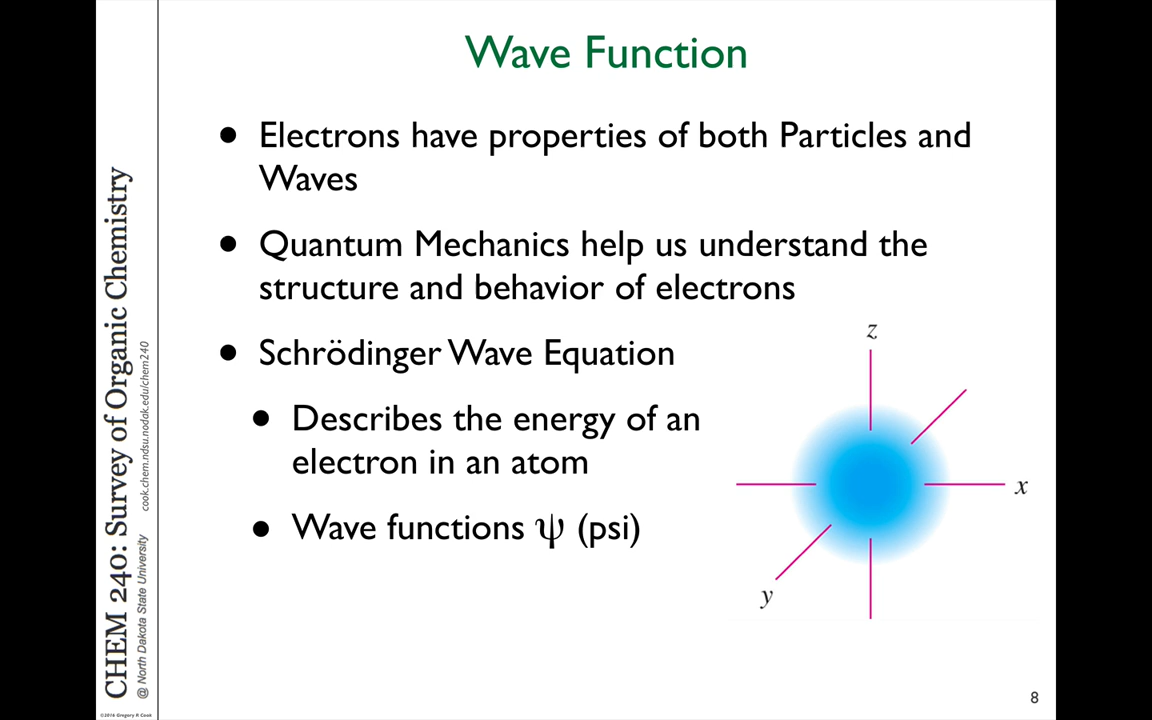 Wave Function
• Electrons have properties of both Particles and
Waves
• Quantum Mechanics help us understand the
structure and behavior of electrons
• Schrödinger Wave Equation
• Describes the energy of an
electron in an atom
• Wave functions ψ (psi)
z
x
y
CHEM 240: Survey of Organic Chemistry
@ North Dakota State University cook.chem.ndsu.nodak.edu/chem240
©2016 Gregory R. Cook
8